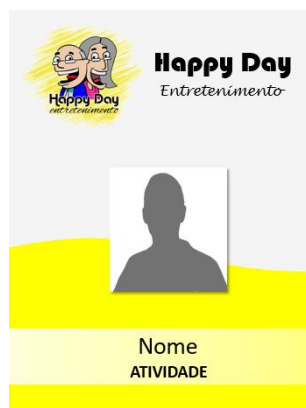 Happy Day
entretenimento
Happy Day
Entretenimento
Nome
ATIVIDADE